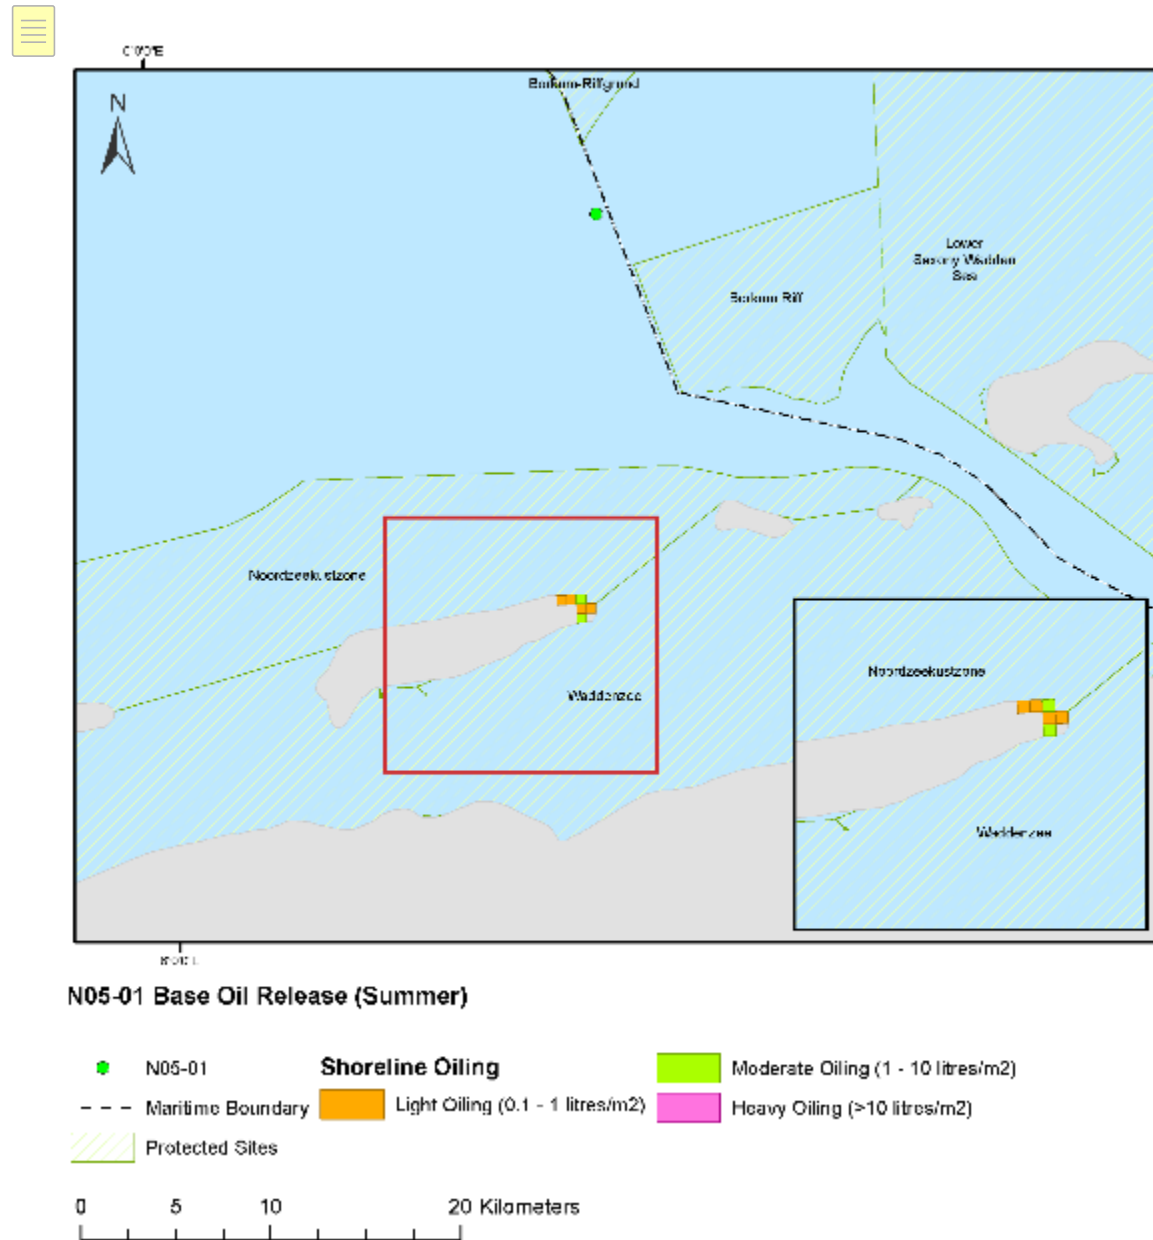 N
Borkum-Riffgrund
Lower
Saxony Wadden
Sea
Borkum Riff
Noordzeekustzone
Waddenzee
Noordzeekustzone
Waddenzee
N05-01 Base Oil Release (Summer)
N05-01
Maritime Boundary
Protected Sites
Shoreline Oiling
Light Oiling (0.1 - 1 litres/m2)
Moderate Oiling (1 - 10 litres/m2)
Heavy Oiling (>10 litres/m2)
0 5 10 20 Kilometers